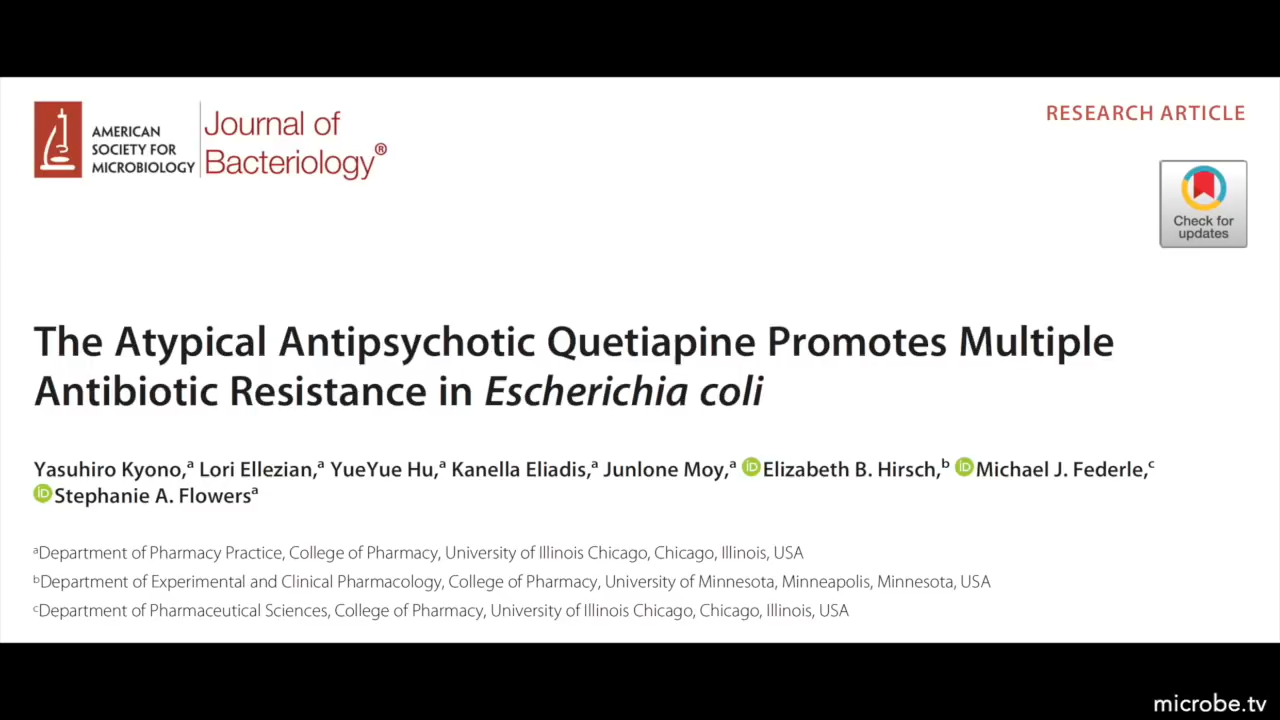 AMERICAN
SOCIETY FOR
MICROBIOLOGY
Journal of
Bacteriology®
RESEARCH ARTICLE
Check for
updates
The Atypical Antipsychotic Quetiapine Promotes Multiple
Antibiotic Resistance in Escherichia coli
Yasuhiro Kyono,ᵃ Lori Ellezian,ᵃ YueYue Hu,ᵃ Kanella Eliadis,ᵃ Junlone Moy,ᵃ iD Elizabeth B. Hirsch,ᵇ iD Michael J. Federle,ᶜ
iD Stephanie A. Flowersᵃ
ᵃDepartment of Pharmacy Practice, College of Pharmacy, University of Illinois Chicago, Chicago, Illinois, USA
ᵇDepartment of Experimental and Clinical Pharmacology, College of Pharmacy, University of Minnesota, Minneapolis, Minnesota, USA
ᶜDepartment of Pharmaceutical Sciences, College of Pharmacy, University of Illinois Chicago, Chicago, Illinois, USA
microbe.tv